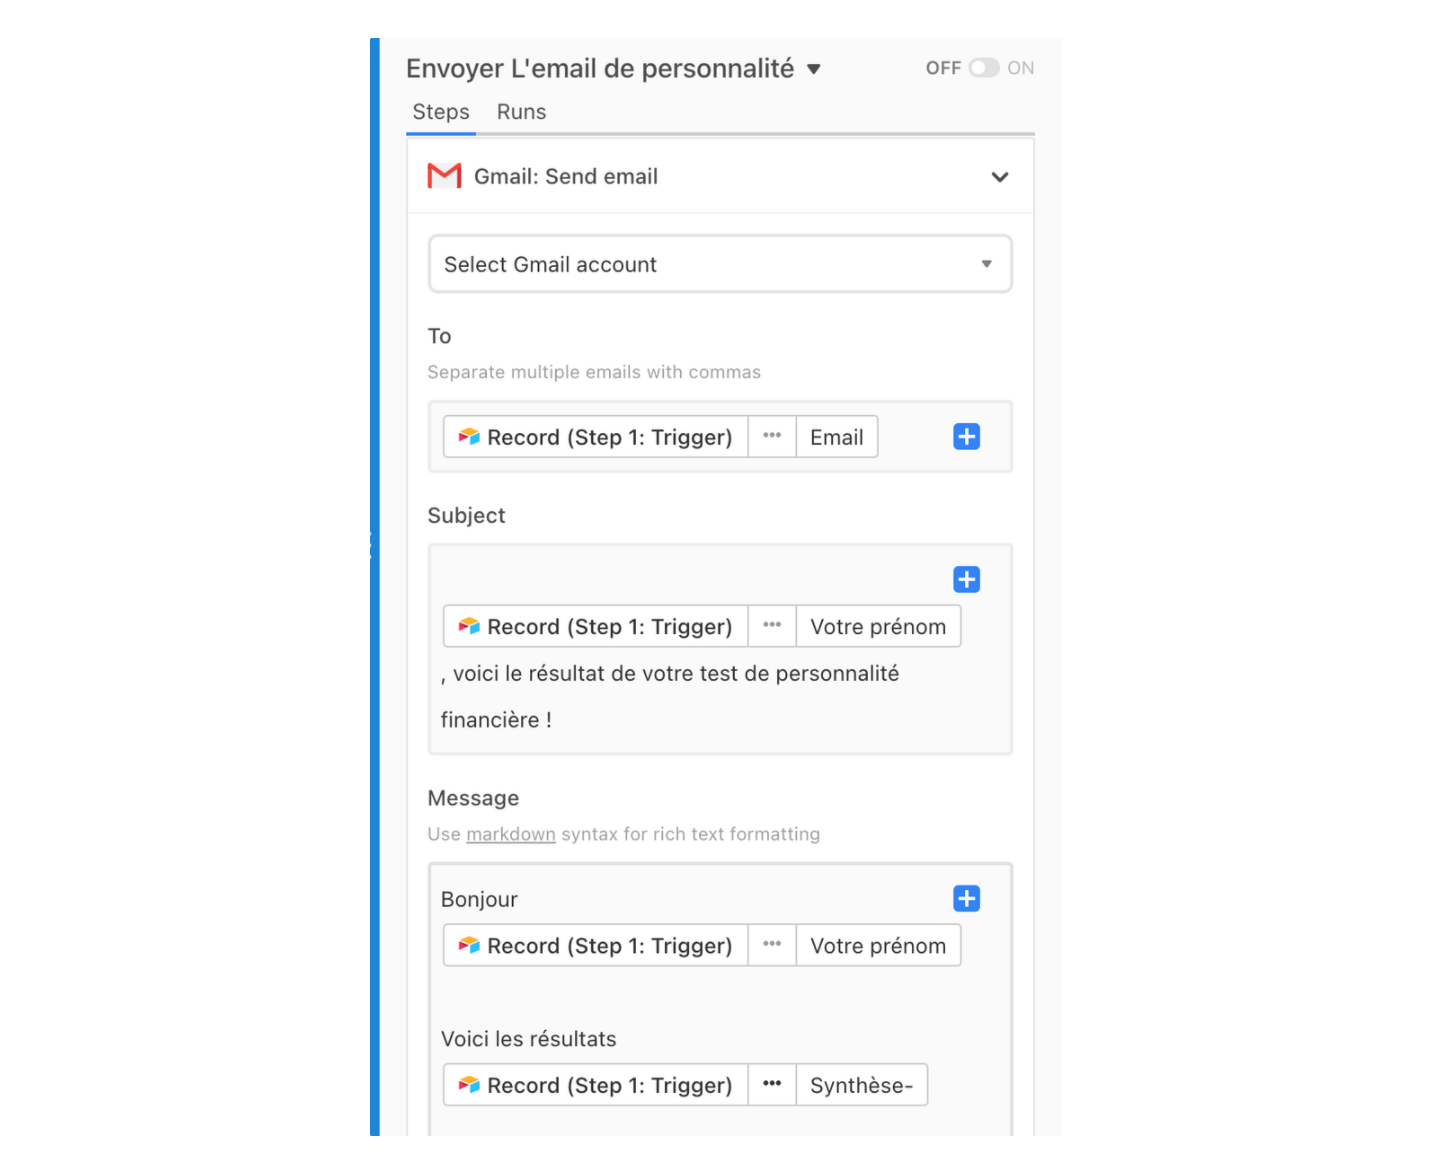 Envoyer L'email de personnalité
OFF ON
Steps Runs
Gmail: Send email
Select Gmail account
To
Separate multiple emails with commas
Record (Step 1: Trigger) ••• Email
Subject
Record (Step 1: Trigger) ••• Votre prénom
, voici le résultat de votre test de personnalité
financière !
Message
Use markdown syntax for rich text formatting
Bonjour
Record (Step 1: Trigger) ••• Votre prénom
Voici les résultats
Record (Step 1: Trigger) ••• Synthèse-